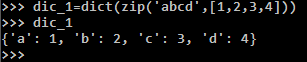 >>> dic_1=dict(zip('abcd',[1,2,3,4]))
>>> dic_1
{'a': 1, 'b': 2, 'c': 3, 'd': 4}
>>>